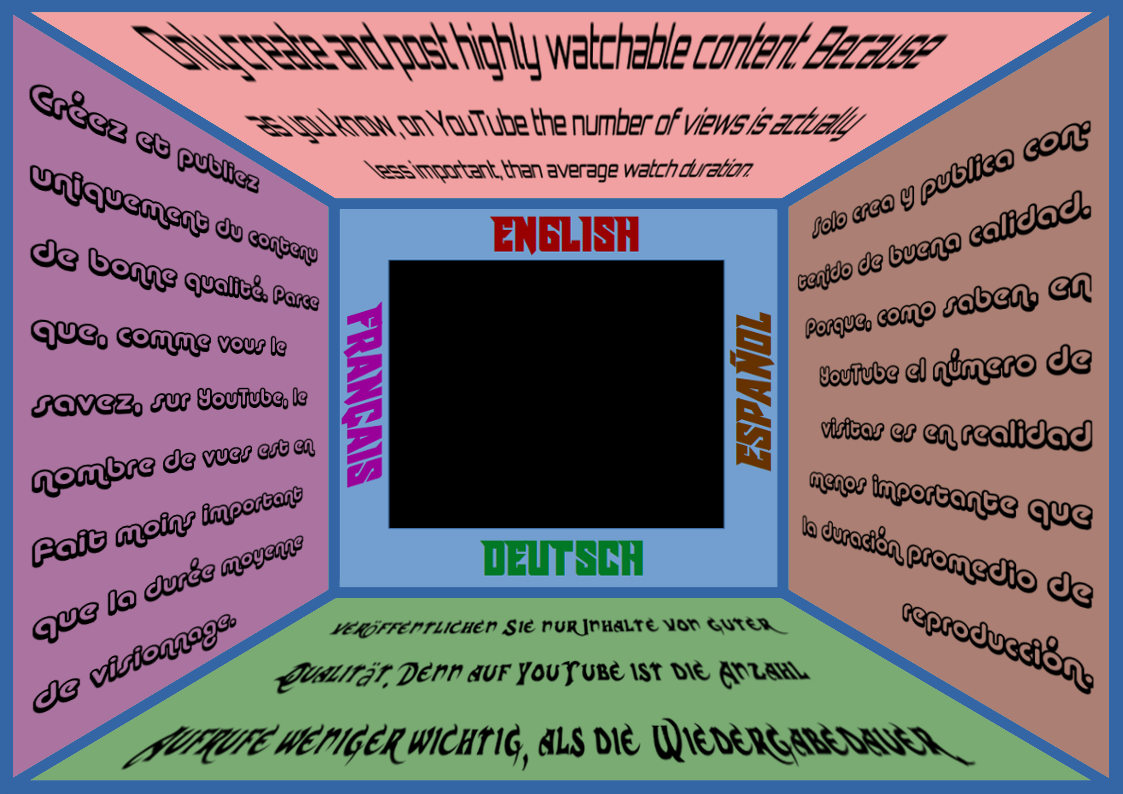 Only create and post highly watchable content. Because
as you know, on YouTube the number of views is actually
less important, than average watch duration.
Créez et publiez
uniquement du contenu
de bonne qualité. Parce
que, comme vous le
savez, sur YouTube, le
nombre de vues est en
fait moins important
que la durée moyenne
de visionnage.
ENGLISH
FRANÇAIS
ESPAÑOL
DEUTSCH
Solo crea y publica con-
tenido de buena calidad.
Porque, como saben, en
YouTube el número de
visitas es en realidad
menos importante que
la duración promedio de
reproducción.
Veröffentlichen Sie nur Inhalte von guter
Qualität. Denn auf YouTube ist die Anzahl
Aufrufe weniger wichtig, als die Wiedergabedauer.